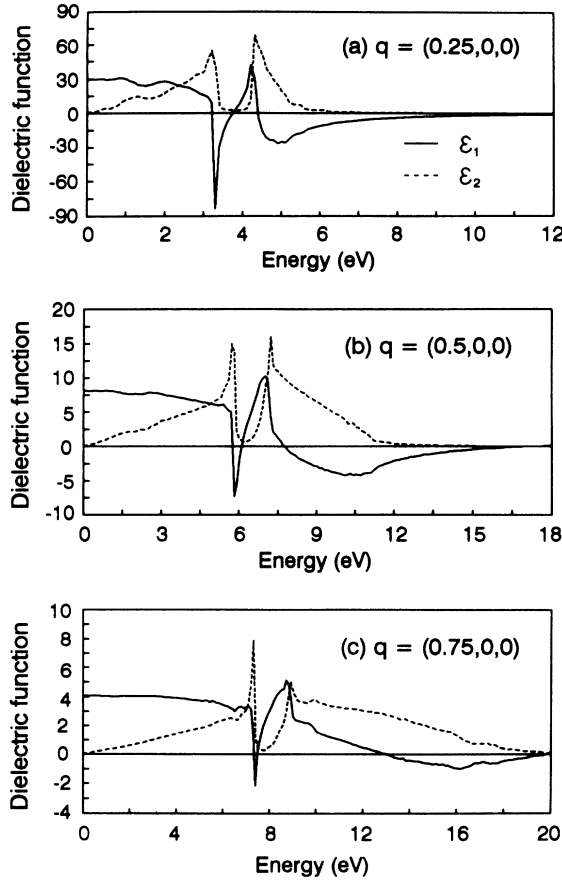 90
60
30
0
-30
-60
-90
Dielectric function
(a) q = (0.25,0,0)
ε₁
ε₂
0 2 4 6 8 10 12
Energy (eV)
20
15
10
5
0
-5
-10
Dielectric function
(b) q = (0.5,0,0)
0 3 6 9 12 15 18
Energy (eV)
10
8
6
4
2
0
-2
-4
Dielectric function
(c) q = (0.75,0,0)
0 4 8 12 16 20
Energy (eV)